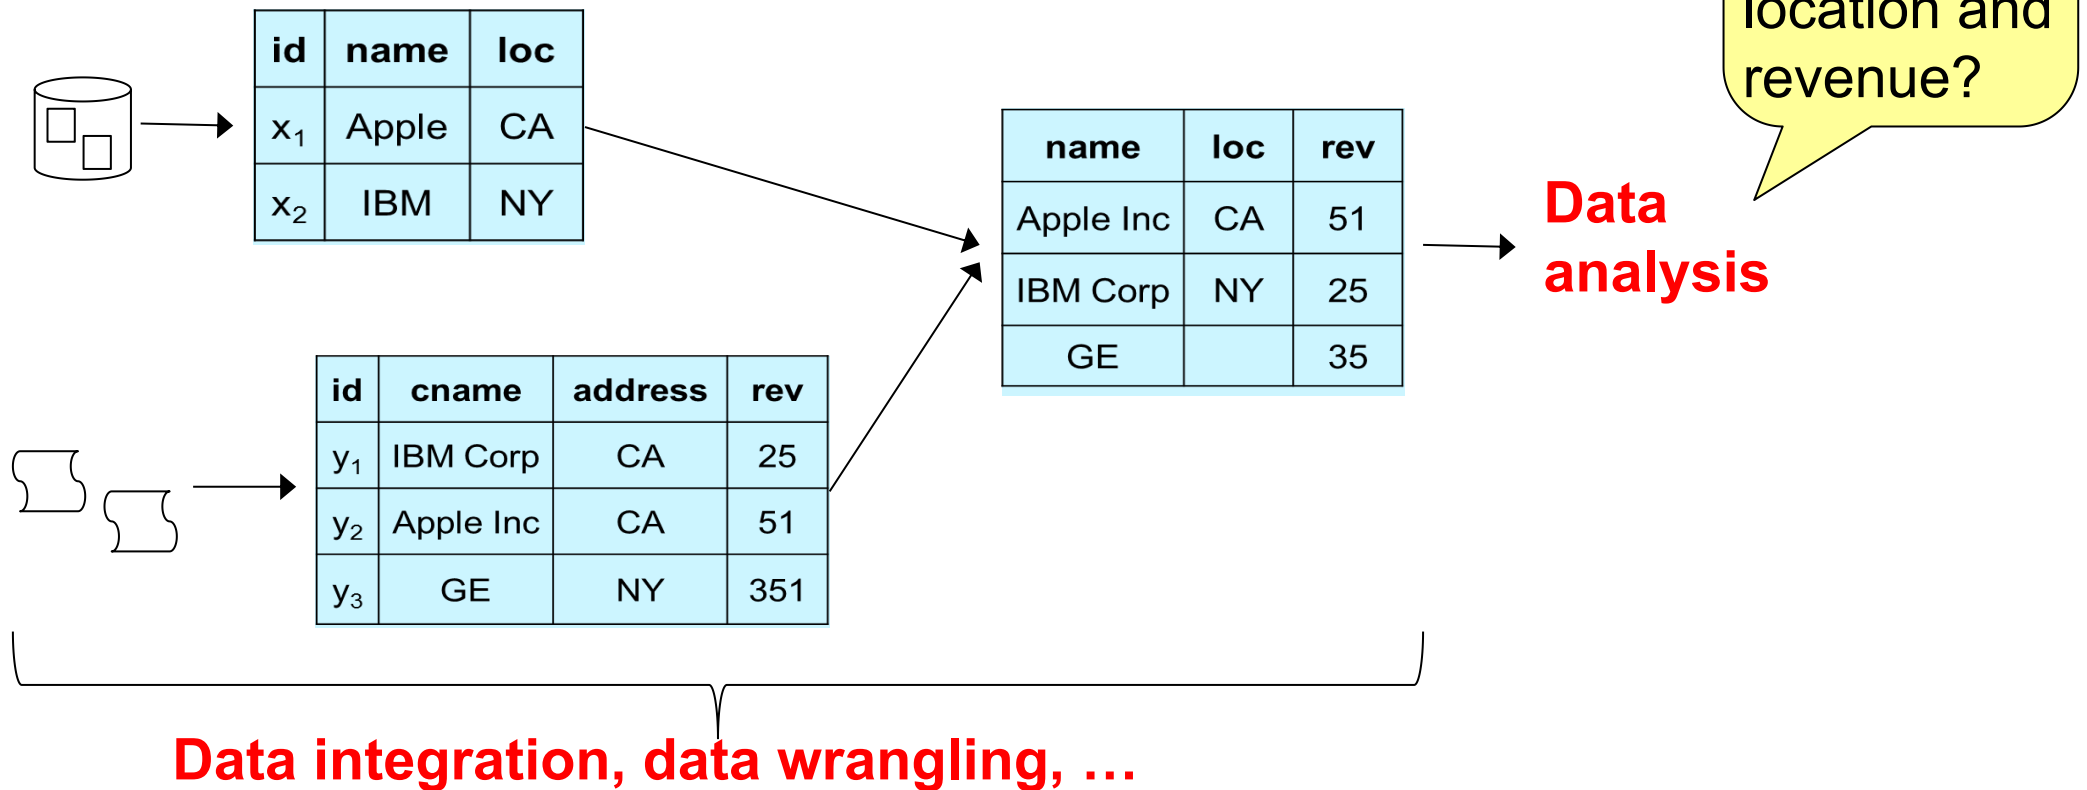 location and
revenue?
id name loc
x1 Apple CA
x2 IBM NY
name loc rev
Apple Inc CA 51
IBM Corp NY 25
GE 35
Data
analysis
id cname address rev
y1 IBM Corp CA 25
y2 Apple Inc CA 51
y3 GE NY 351
Data integration, data wrangling, …